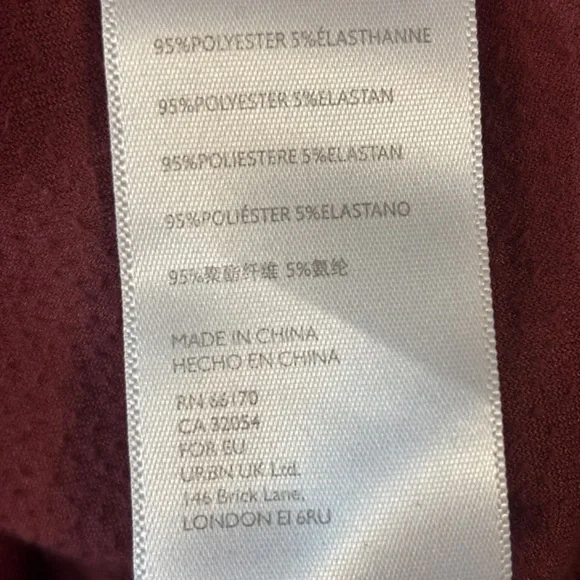 95%POLYESTER 5%ÉLASTHANNE
95%POLYESTER 5%ELASTAN
95%POLIESTERE 5%ELASTAN
95%POLIÉSTER 5%ELASTANO
95%聚酯纤维 5%氨纶
MADE IN CHINA
HECHO EN CHINA
RN 66170
CA 32054
FOR EU
URBN UK Ltd.
146 Brick Lane,
LONDON E1 6RU